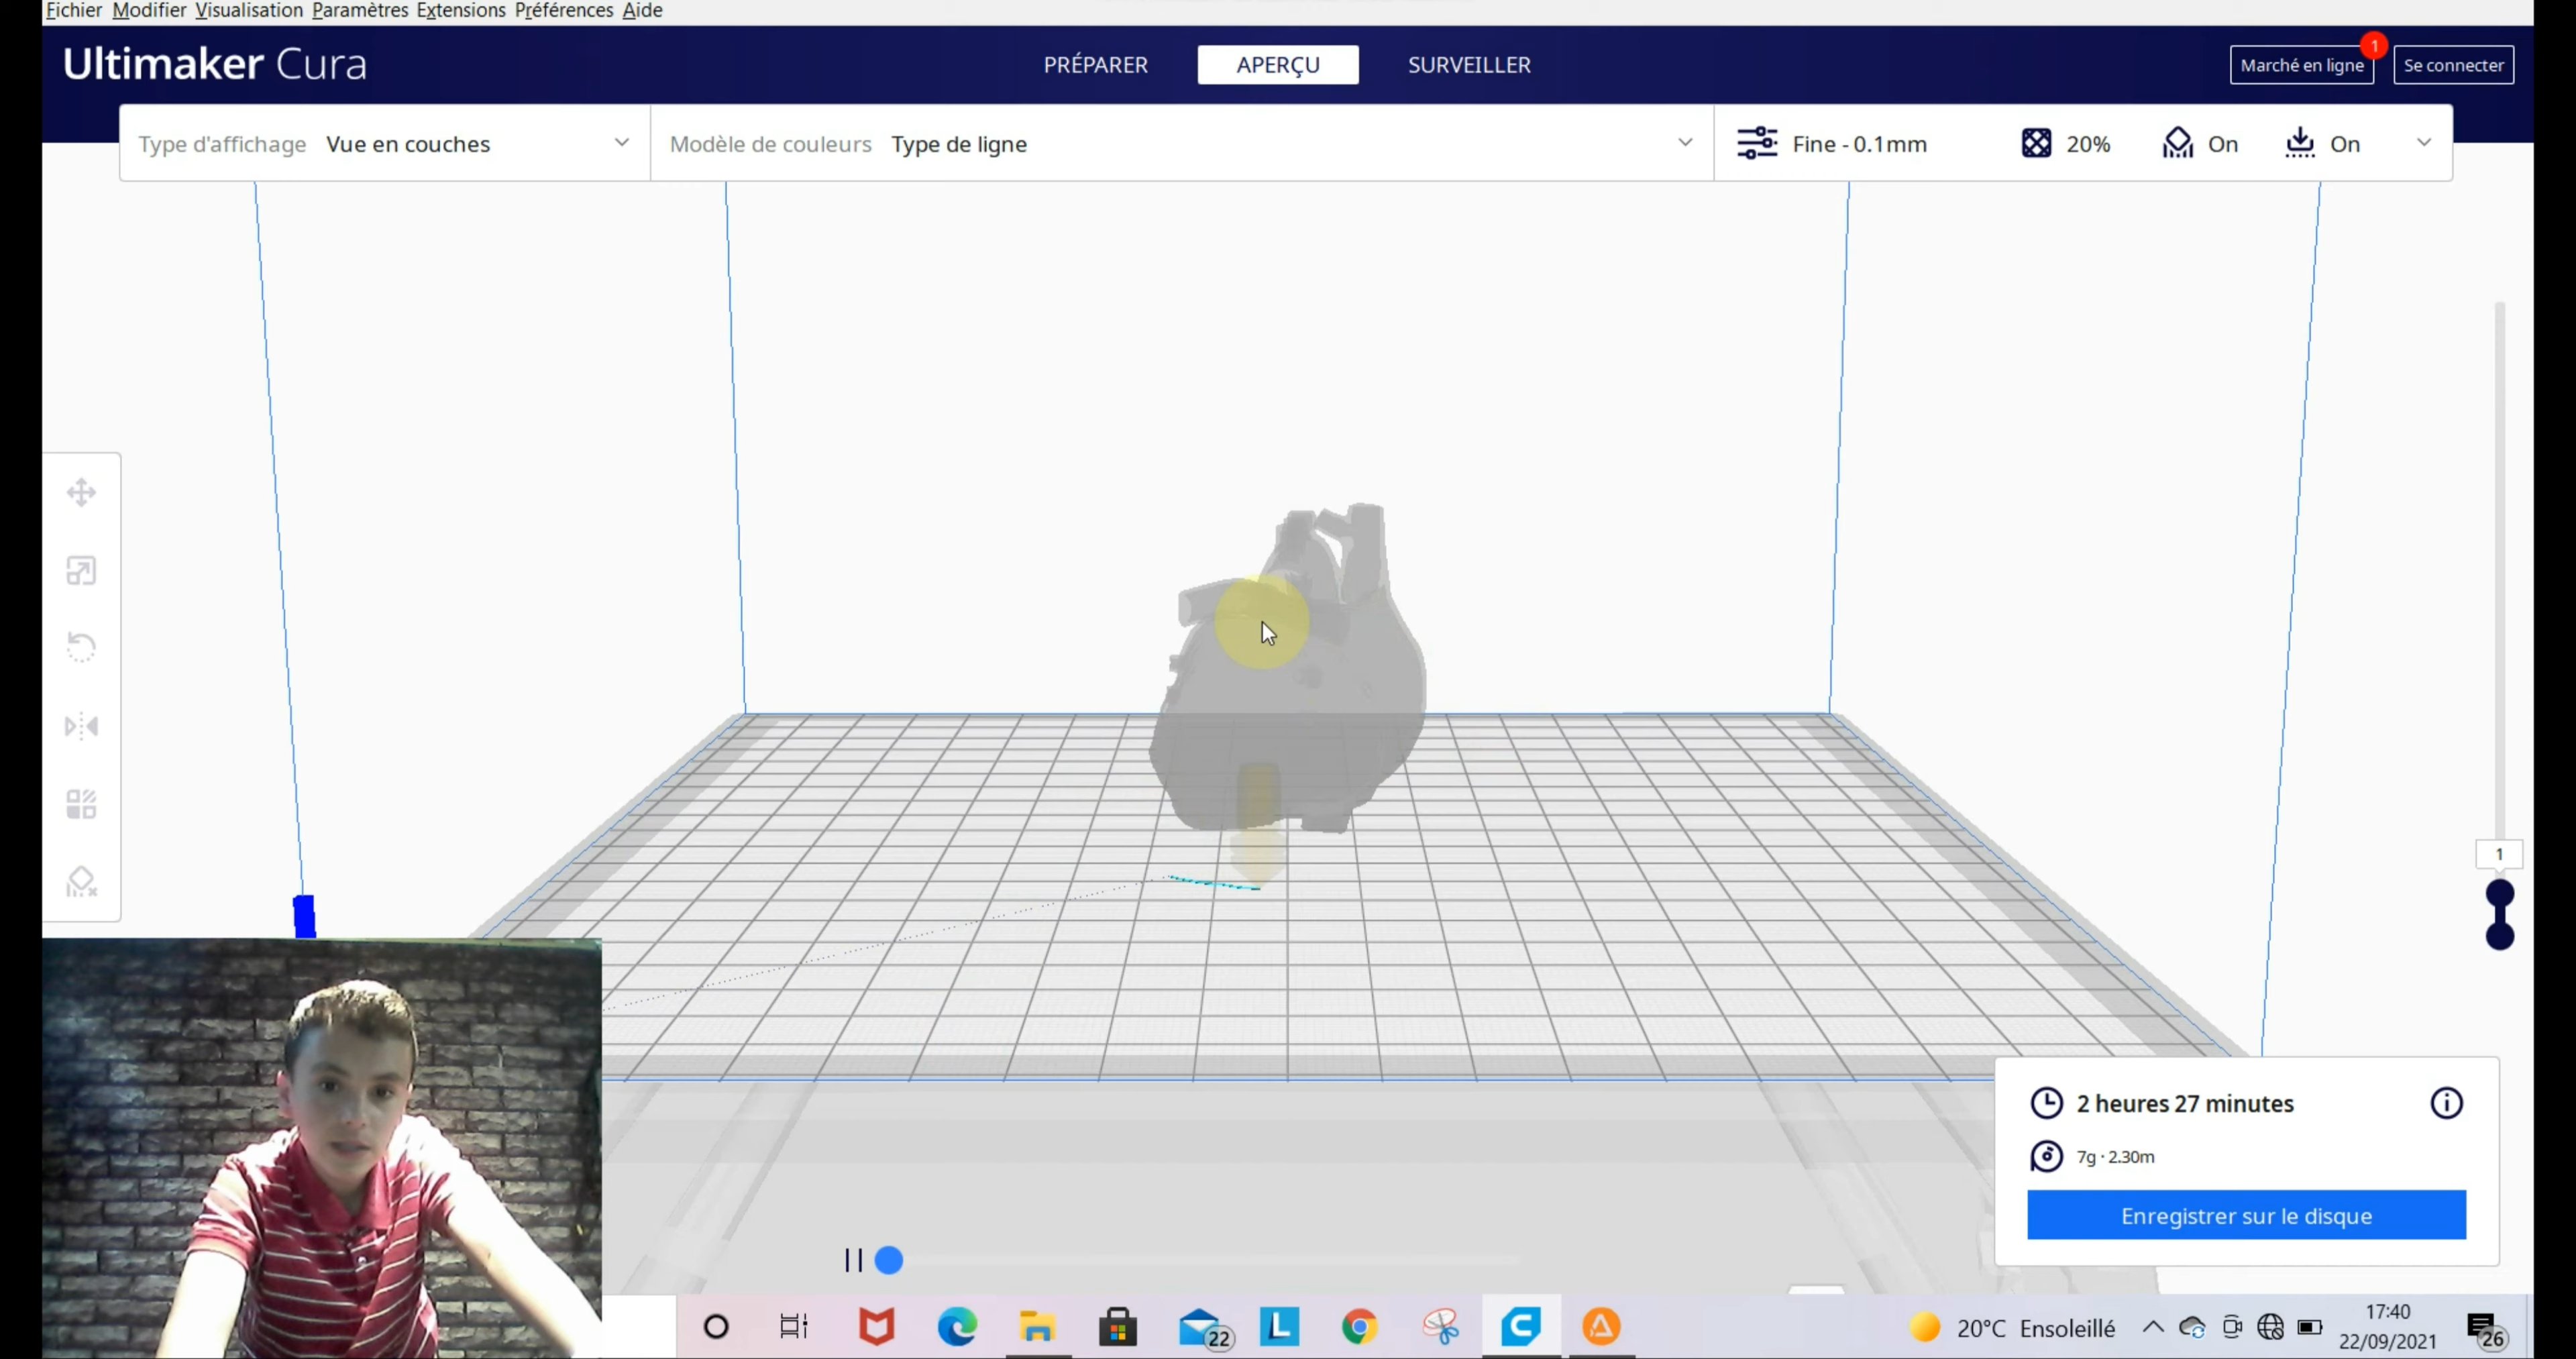 Fichier Modifier Visualisation Paramètres Extensions Préférences Aide
Ultimaker Cura
PRÉPARER APERÇU SURVEILLER
Marché en ligne 1 Se connecter
Type d'affichage Vue en couches
Modèle de couleurs Type de ligne
Fine - 0.1mm 20% On On
1
2 heures 27 minutes
7g · 2.30m
Enregistrer sur le disque
22
L
20°C Ensoleillé
17:40
22/09/2021
26